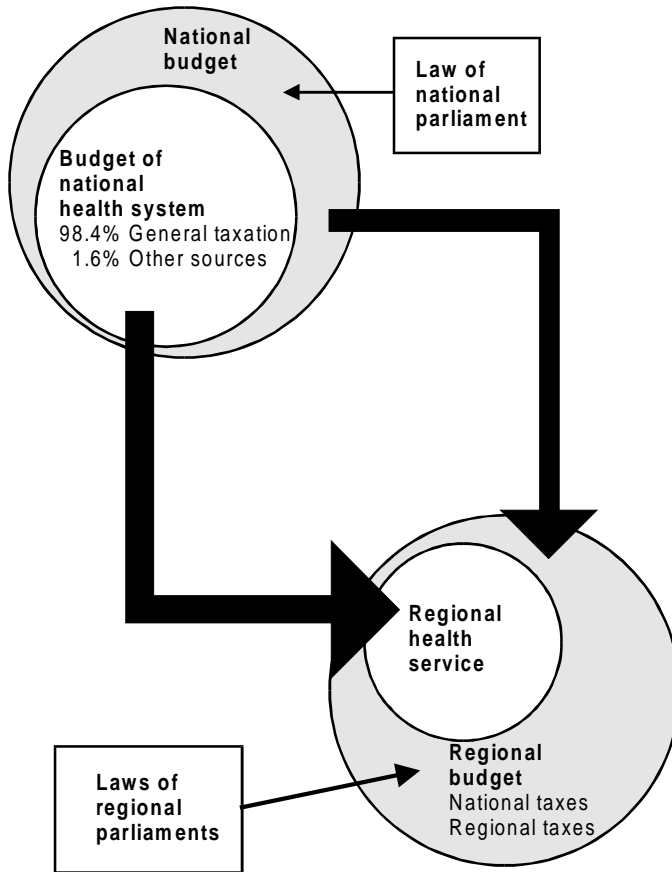 National
budget
Law of
national
parliament
Budget of
national
health system
98.4% General taxation
1.6% Other sources
Regional
health
service
Regional
budget
National taxes
Regional taxes
Laws of
regional
parliaments